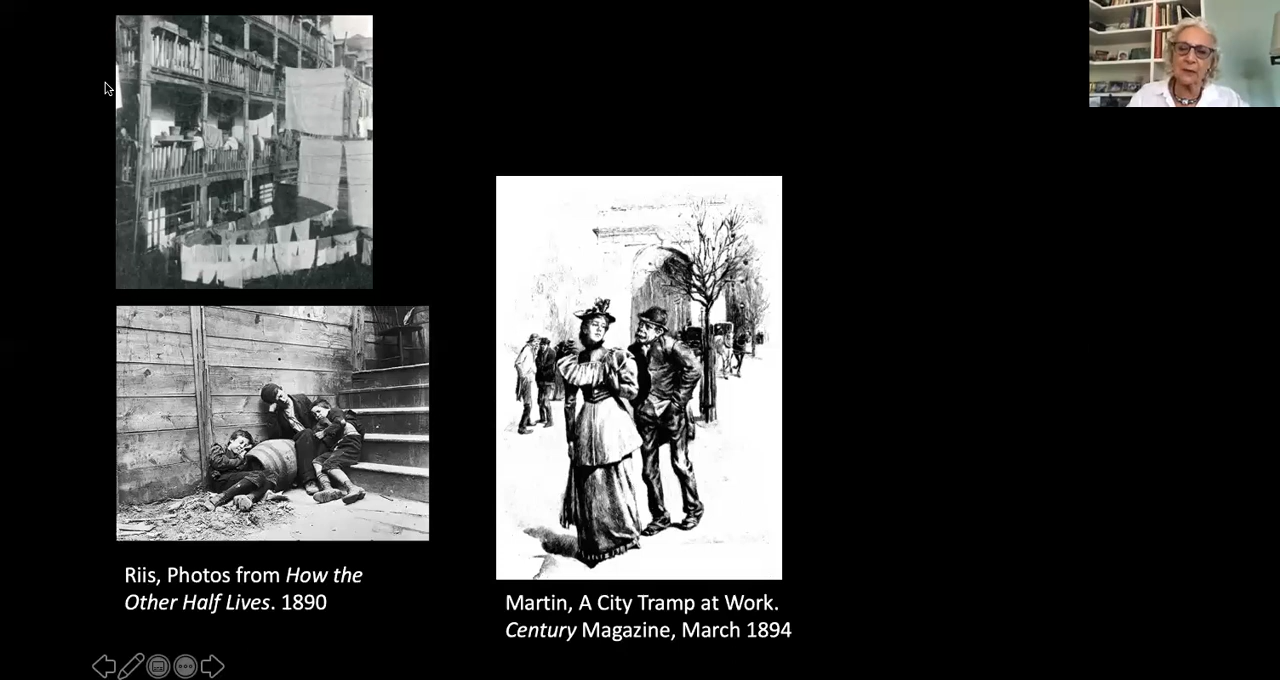 Riis, Photos from How the
Other Half Lives. 1890
Martin, A City Tramp at Work.
Century Magazine, March 1894